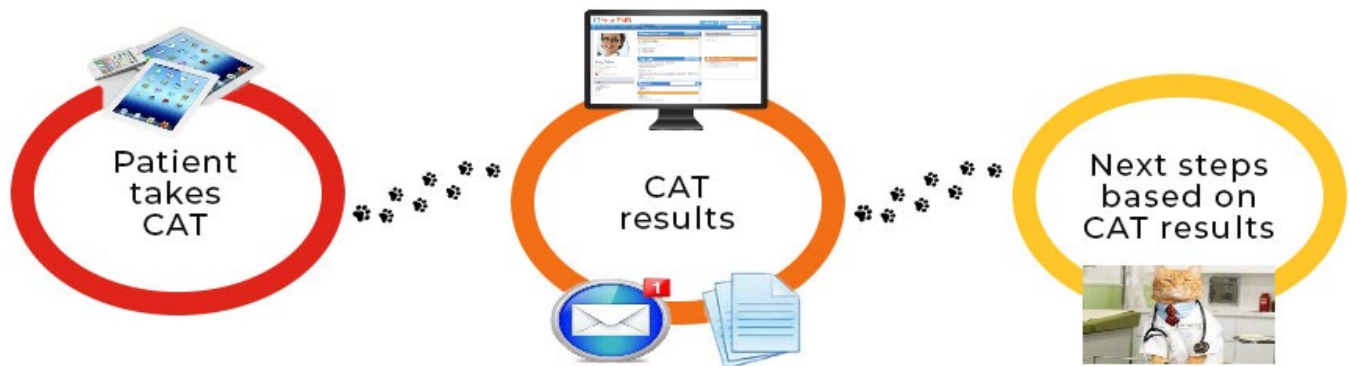 Patient
takes
CAT
CAT
results
1
Next steps
based on
CAT results